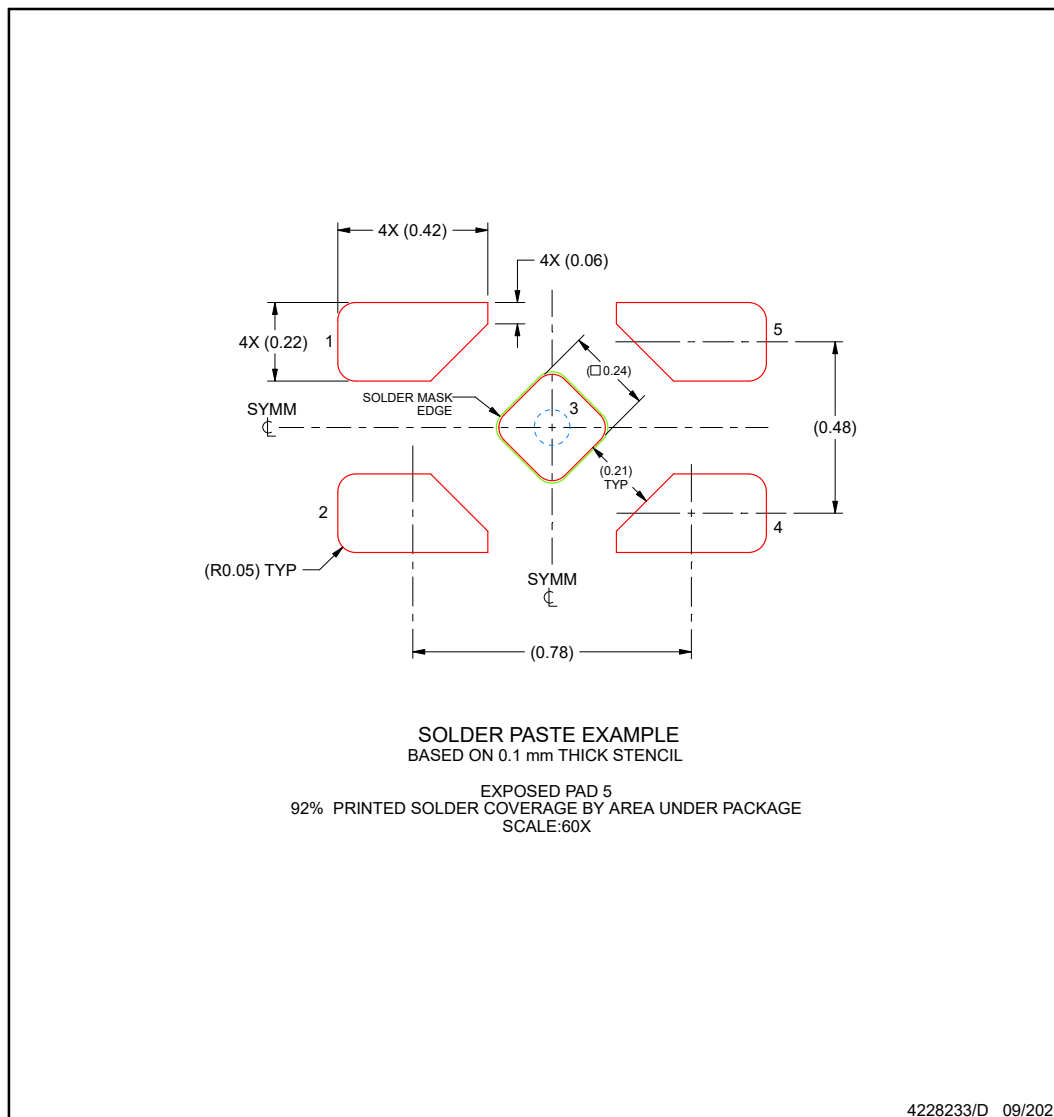 4X (0.42)
4X (0.06)
4X (0.22)
1
5
(□0.24)
SOLDER MASK
EDGE
3
SYMM
℄
(0.48)
(0.21)
TYP
2
4
(R0.05) TYP
SYMM
℄
(0.78)
SOLDER PASTE EXAMPLE
BASED ON 0.1 mm THICK STENCIL
EXPOSED PAD 5
92% PRINTED SOLDER COVERAGE BY AREA UNDER PACKAGE
SCALE:60X
4228233/D 09/202